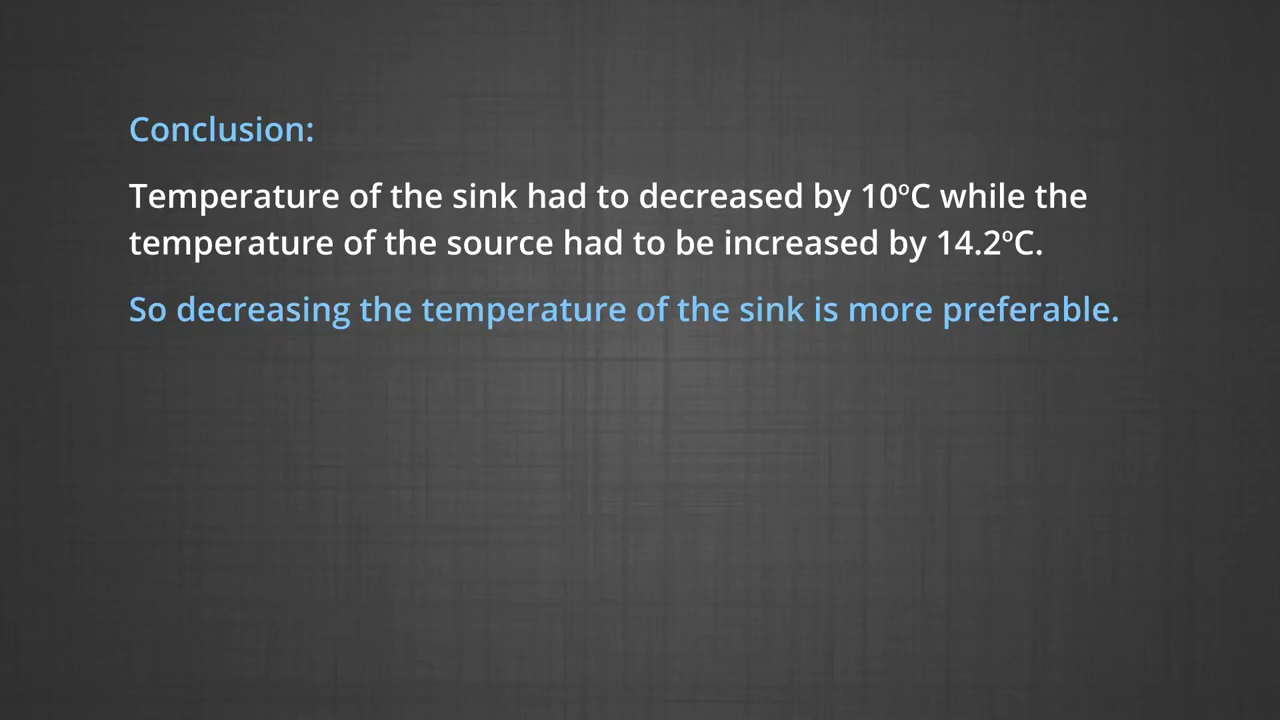 Conclusion:
Temperature of the sink had to decreased by 10ºC while the
temperature of the source had to be increased by 14.2ºC.
So decreasing the temperature of the sink is more preferable.